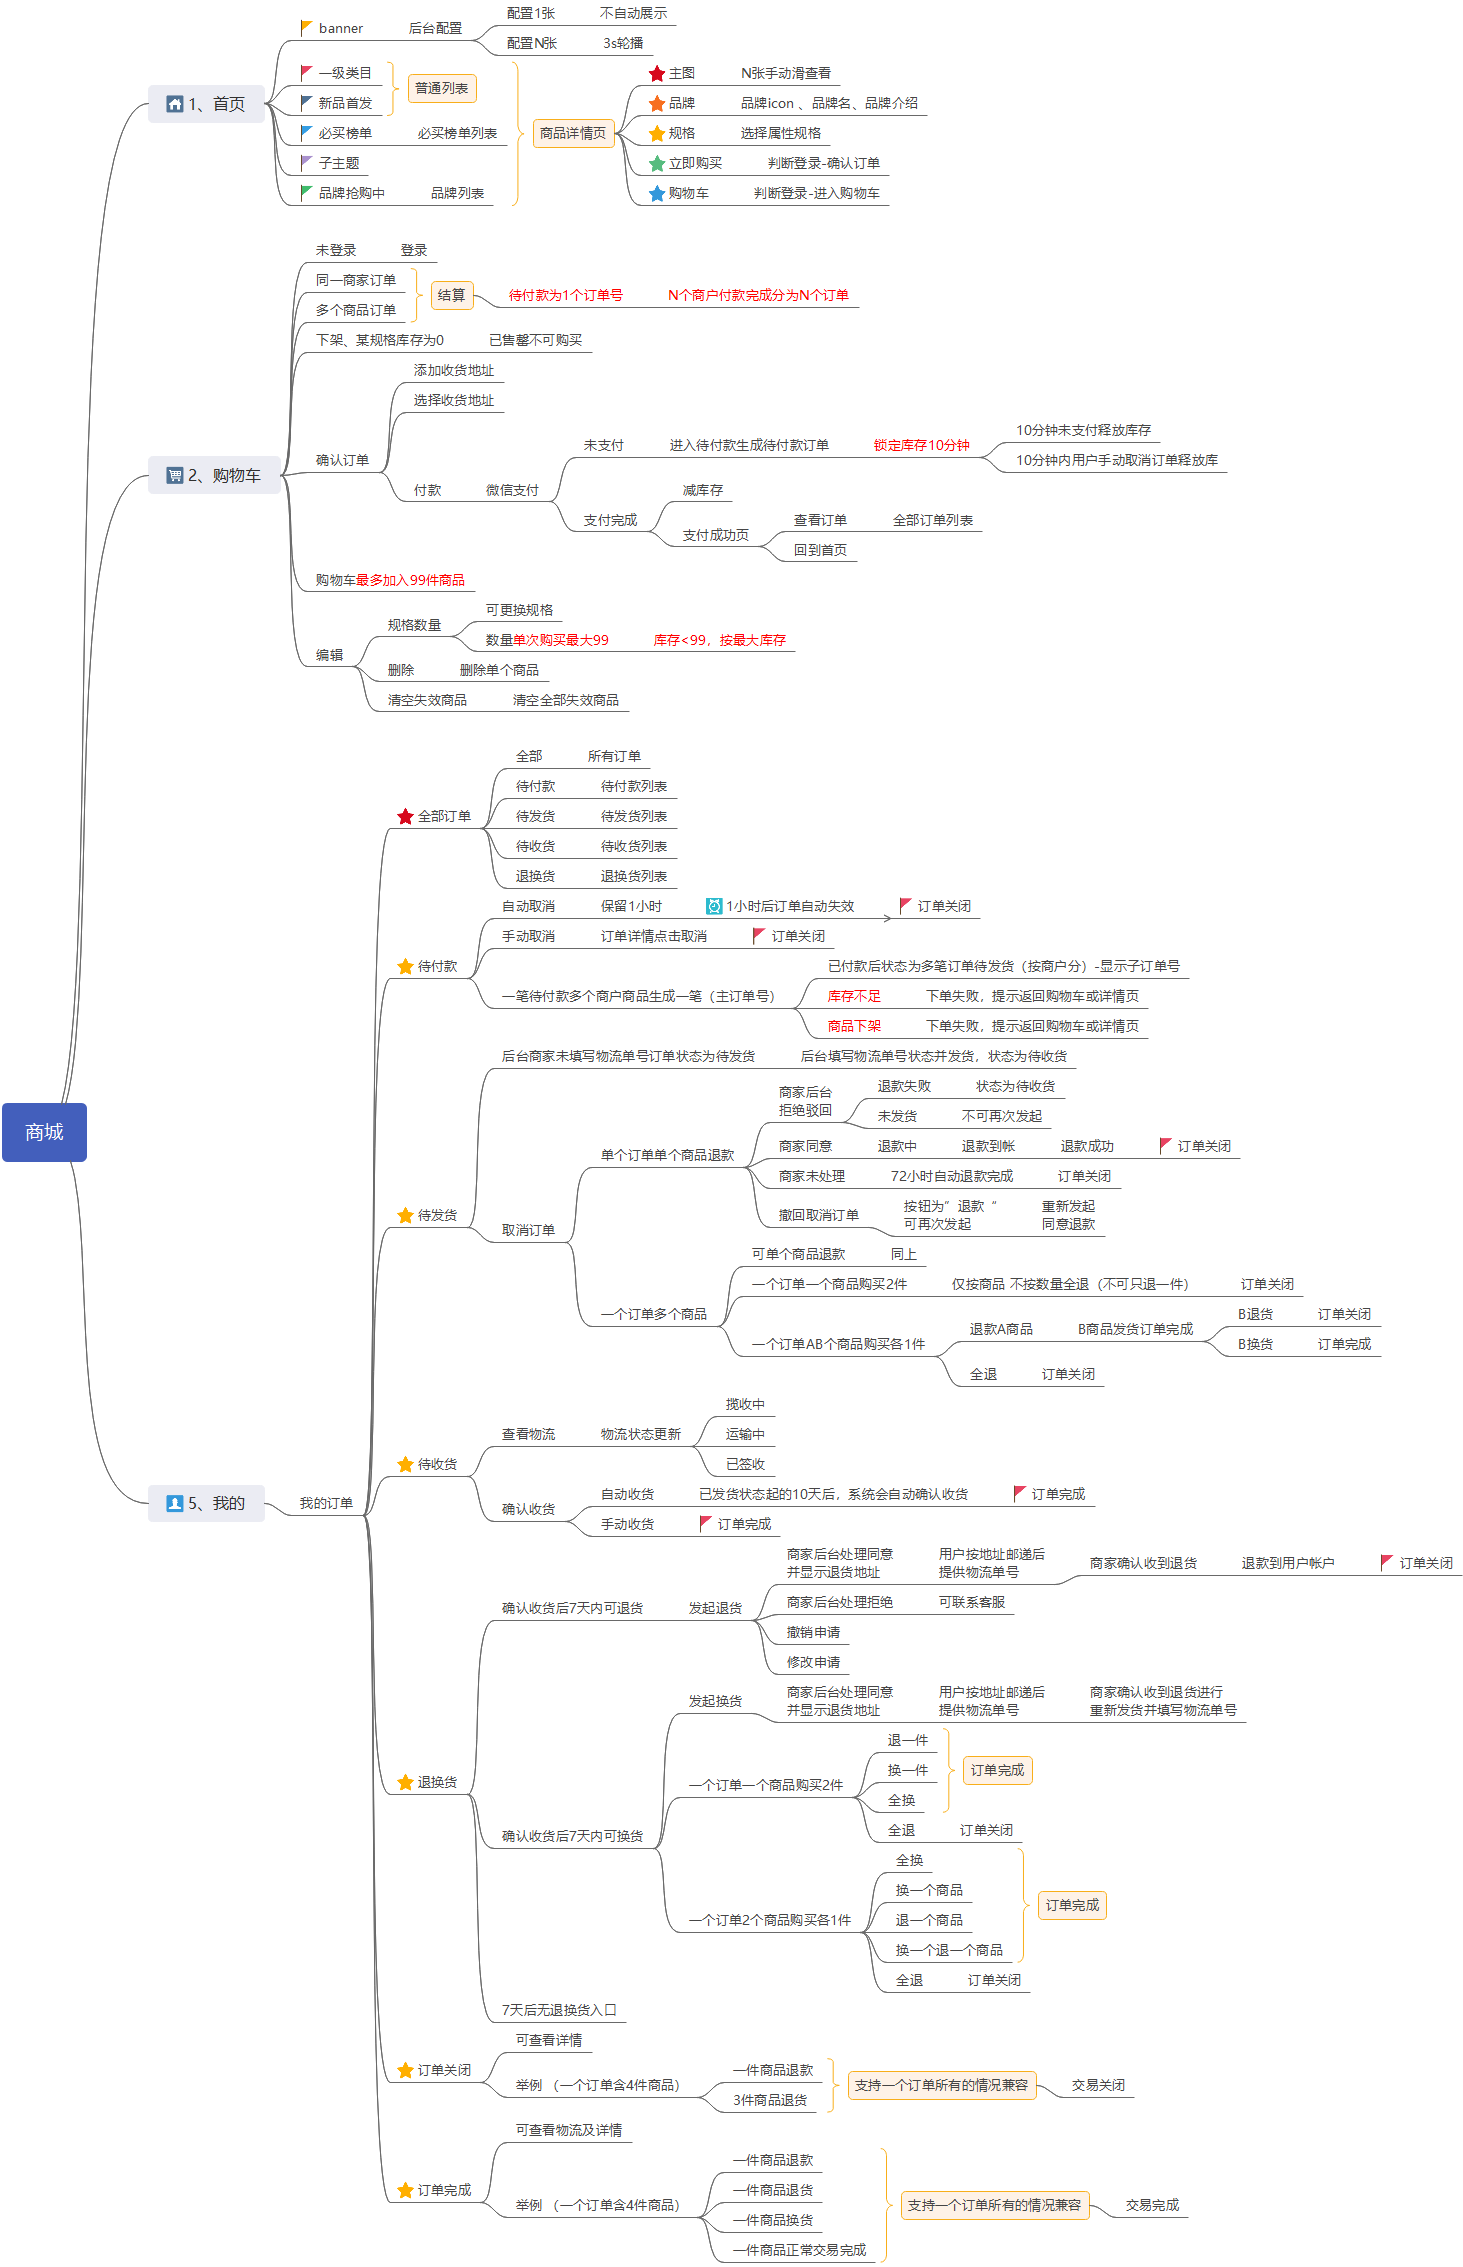 商城
1、首页
banner
后台配置
配置1张
不自动展示
配置N张
3s轮播
一级类目
新品首发
普通列表
必买榜单
必买榜单列表
子主题
品牌抢购中
品牌列表
商品详情页
主图
N张手动滑查看
品牌
品牌icon 、品牌名、品牌介绍
规格
选择属性规格
立即购买
判断登录-确认订单
购物车
判断登录-进入购物车
2、购物车
未登录
登录
同一商家订单
多个商品订单
结算
待付款为1个订单号
N个商户付款完成分为N个订单
下架、某规格库存为0
已售罄不可购买
确认订单
添加收货地址
选择收货地址
付款
微信支付
未支付
进入待付款生成待付款订单
锁定库存10分钟
10分钟未支付释放库存
10分钟内用户手动取消订单释放库
支付完成
减库存
支付成功页
查看订单
全部订单列表
回到首页
购物车最多加入99件商品
编辑
规格数量
可更换规格
数量单次购买最大99
库存<99，按最大库存
删除
删除单个商品
清空失效商品
清空全部失效商品
5、我的
我的订单
全部订单
全部
所有订单
待付款
待付款列表
待发货
待发货列表
待收货
待收货列表
退换货
退换货列表
待付款
自动取消
保留1小时
1小时后订单自动失效
订单关闭
手动取消
订单详情点击取消
订单关闭
一笔待付款多个商户商品生成一笔（主订单号）
已付款后状态为多笔订单待发货（按商户分）-显示子订单号
库存不足
下单失败，提示返回购物车或详情页
商品下架
下单失败，提示返回购物车或详情页
待发货
后台商家未填写物流单号订单状态为待发货
后台填写物流单号状态并发货，状态为待收货
取消订单
单个订单单个商品退款
商家后台
拒绝驳回
退款失败
状态为待收货
未发货
不可再次发起
商家同意
退款中
退款到帐
退款成功
订单关闭
商家未处理
72小时自动退款完成
订单关闭
撤回取消订单
按钮为”退款“
可再次发起
重新发起
同意退款
一个订单多个商品
可单个商品退款
同上
一个订单一个商品购买2件
仅按商品 不按数量全退（不可只退一件）
订单关闭
一个订单AB个商品购买各1件
退款A商品
B商品发货订单完成
B退货
订单关闭
B换货
订单完成
全退
订单关闭
待收货
查看物流
物流状态更新
揽收中
运输中
已签收
确认收货
自动收货
已发货状态起的10天后，系统会自动确认收货
订单完成
手动收货
订单完成
退换货
确认收货后7天内可退货
发起退货
商家后台处理同意
并显示退货地址
用户按地址邮递后
提供物流单号
商家确认收到退货
退款到用户帐户
订单关闭
商家后台处理拒绝
可联系客服
撤销申请
修改申请
确认收货后7天内可换货
发起换货
商家后台处理同意
并显示退货地址
用户按地址邮递后
提供物流单号
商家确认收到退货进行
重新发货并填写物流单号
一个订单一个商品购买2件
退一件
换一件
全换
订单完成
全退
订单关闭
一个订单2个商品购买各1件
全换
换一个商品
退一个商品
换一个退一个商品
订单完成
全退
订单关闭
7天后无退换货入口
订单关闭
可查看详情
举例 （一个订单含4件商品）
一件商品退款
3件商品退货
支持一个订单所有的情况兼容
交易关闭
订单完成
可查看物流及详情
举例 （一个订单含4件商品）
一件商品退款
一件商品退货
一件商品换货
一件商品正常交易完成
支持一个订单所有的情况兼容
交易完成